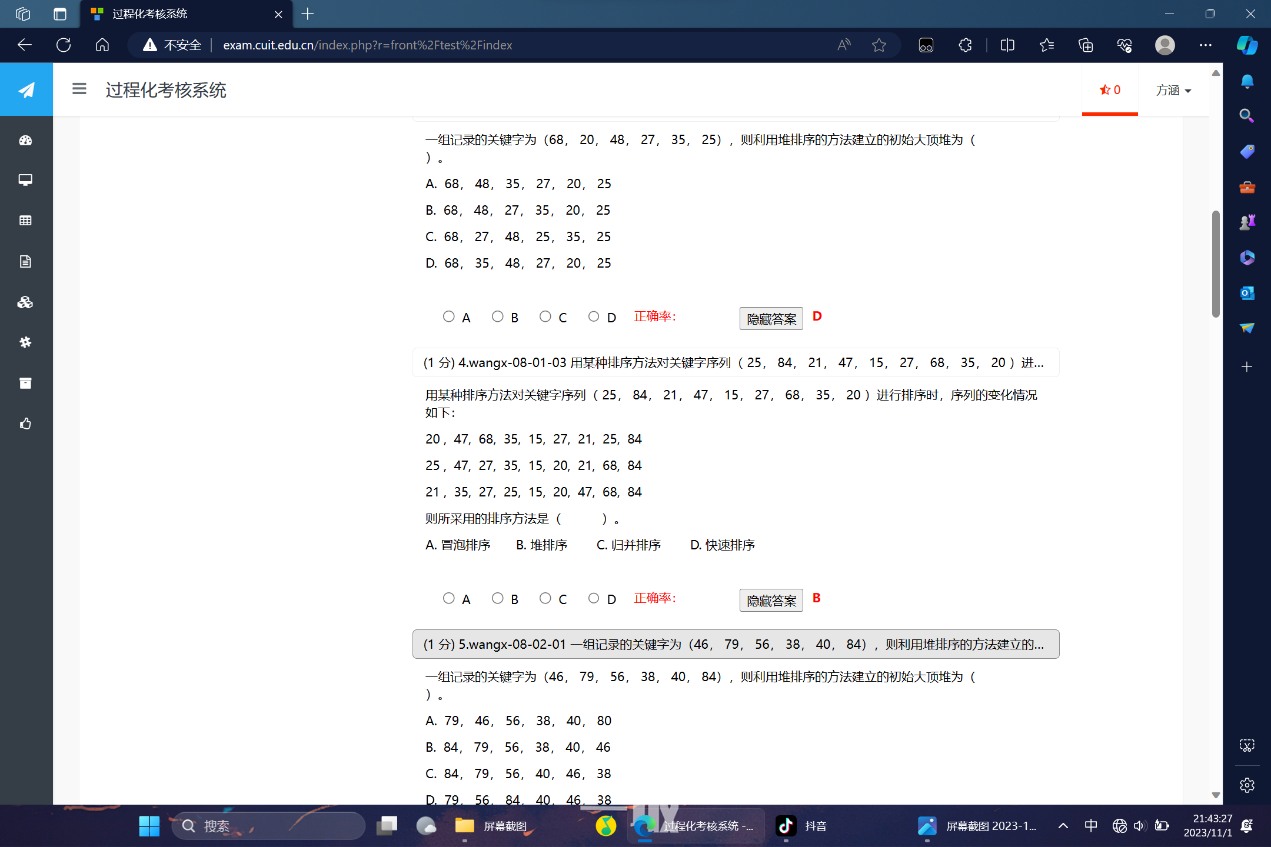 过程化考核系统
不安全
exam.cuit.edu.cn/index.php?r=front%2Ftest%2Findex
过程化考核系统
0
方涵
一组记录的关键字为（68， 20， 48， 27， 35， 25），则利用堆排序的方法建立的初始大顶堆为（
）。
A. 68， 48， 35， 27， 20， 25
B. 68， 48， 27， 35， 20， 25
C. 68， 27， 48， 25， 35， 25
D. 68， 35， 48， 27， 20， 25
A B C D 正确率: 隐藏答案 D
(1 分) 4.wangx-08-01-03 用某种排序方法对关键字序列（ 25， 84， 21， 47， 15， 27， 68， 35， 20 ）进...
用某种排序方法对关键字序列（ 25， 84， 21， 47， 15， 27， 68， 35， 20 ）进行排序时，序列的变化情况
如下:
20 , 47, 68, 35, 15, 27, 21, 25, 84
25 , 47, 27, 35, 15, 20, 21, 68, 84
21 , 35, 27, 25, 15, 20, 47, 68, 84
则所采用的排序方法是（ ）。
A. 冒泡排序 B. 堆排序 C. 归并排序 D. 快速排序
A B C D 正确率: 隐藏答案 B
(1 分) 5.wangx-08-02-01 一组记录的关键字为（46， 79， 56， 38， 40， 84），则利用堆排序的方法建立的...
一组记录的关键字为（46， 79， 56， 38， 40， 84），则利用堆排序的方法建立的初始大顶堆为（
）。
A. 79， 46， 56， 38， 40， 80
B. 84， 79， 56， 38， 40， 46
C. 84， 79， 56， 40， 46， 38
D. 79， 56， 84， 40， 46， 38
搜索
屏幕截图
过程化考核系统 -...
抖音
屏幕截图 2023-1...
中
21:43:27
2023/11/1